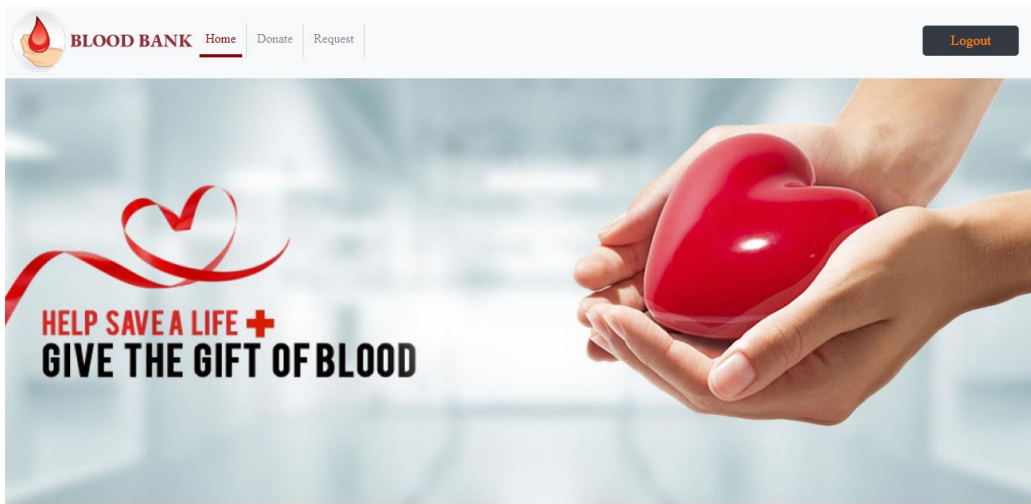 BLOOD BANK Home Donate Request Logout
HELP SAVE A LIFE
GIVE THE GIFT OF BLOOD